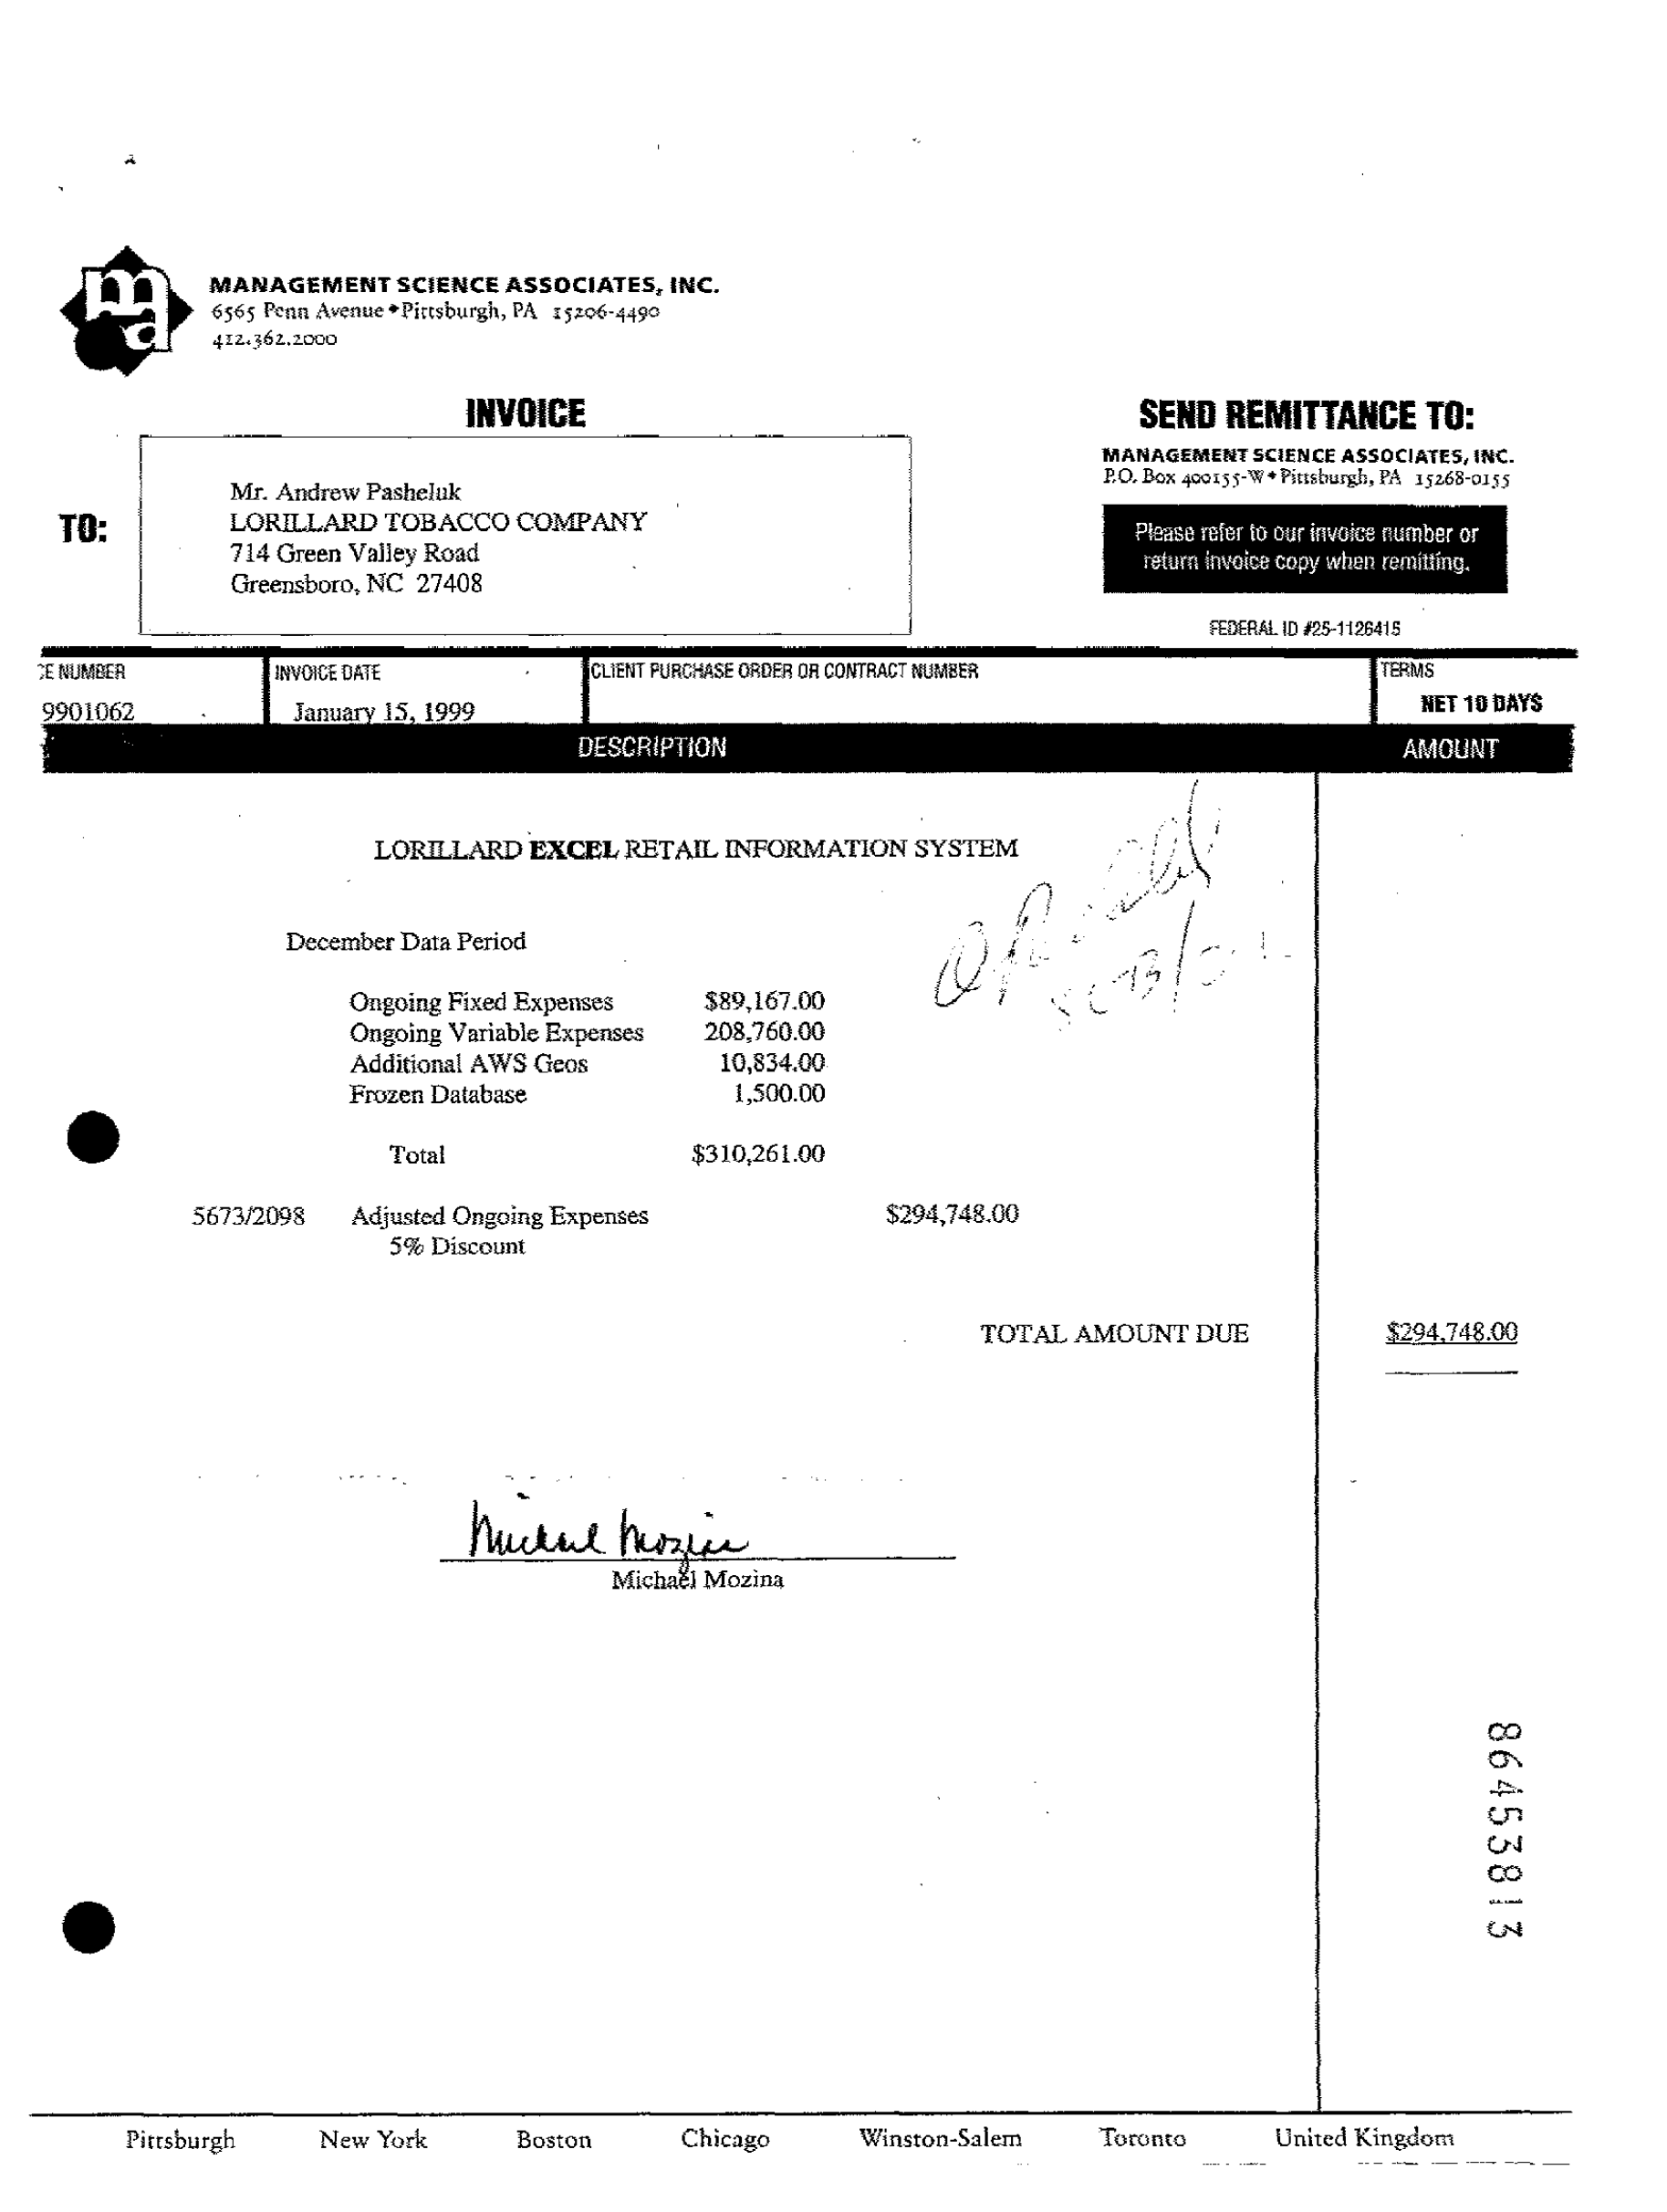 MANAGEMENT SCIENCE ASSOCIATES, INC.
6565 Penn Avenue • Pittsburgh, PA 15206-4490
412.362.2000
INVOICE
SEND REMITTANCE TO:
MANAGEMENT SCIENCE ASSOCIATES, INC.
P.O. Box 400155-W • Pittsburgh, PA 15268-0155
TO:
Mr. Andrew Pasheluk
LORILLARD TOBACCO COMPANY
714 Green Valley Road
Greensboro, NC 27408
Please refer to our invoice number or
return invoice copy when remitting.
FEDERAL ID #25-1126415
CE NUMBER INVOICE DATE CLIENT PURCHASE ORDER OR CONTRACT NUMBER TERMS
9901062 January 15, 1999 NET 10 DAYS
DESCRIPTION AMOUNT
LORILLARD EXCEL RETAIL INFORMATION SYSTEM
December Data Period
Ongoing Fixed Expenses $89,167.00
Ongoing Variable Expenses 208,760.00
Additional AWS Geos 10,834.00
Frozen Database 1,500.00
Total $310,261.00
5673/2098 Adjusted Ongoing Expenses $294,748.00
5% Discount
TOTAL AMOUNT DUE $294,748.00
Michael Mozina
Michael Mozina
86453813
Pittsburgh New York Boston Chicago Winston-Salem Toronto United Kingdom